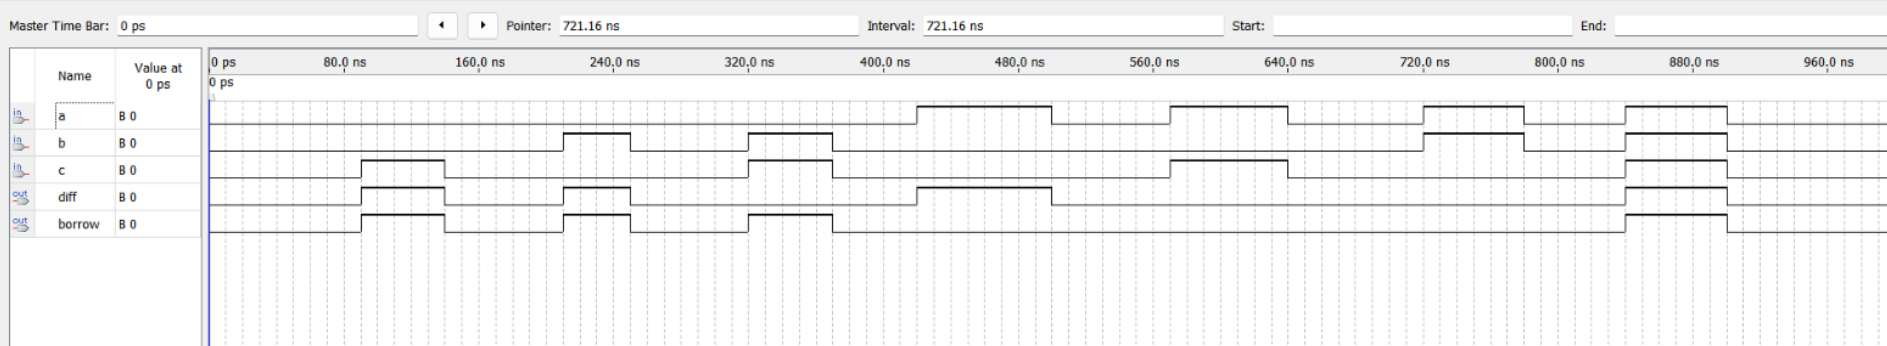 Master Time Bar: 0 ps Pointer: 721.16 ns Interval: 721.16 ns Start: End:
Name Value at 0 ps
0 ps 80.0 ns 160.0 ns 240.0 ns 320.0 ns 400.0 ns 480.0 ns 560.0 ns 640.0 ns 720.0 ns 800.0 ns 880.0 ns 960.0 ns
0 ps
in a B 0
in b B 0
in c B 0
out diff B 0
out borrow B 0